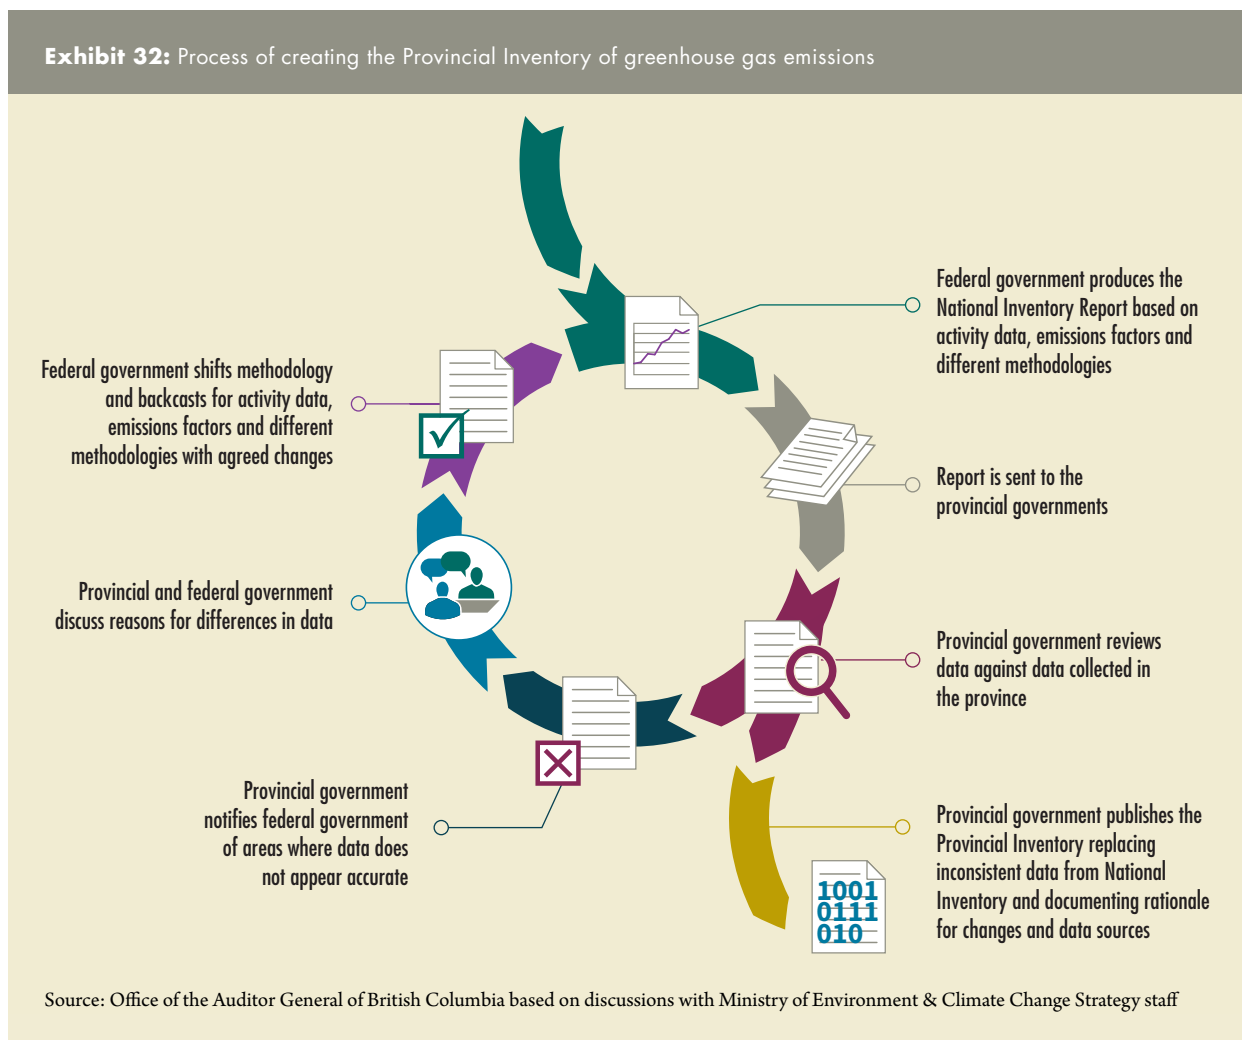 Exhibit 32: Process of creating the Provincial Inventory of greenhouse gas emissions
Federal government produces the
National Inventory Report based on
activity data, emissions factors and
different methodologies
Report is sent to the
provincial governments
Provincial government reviews
data against data collected in
the province
Provincial government publishes the
Provincial Inventory replacing
inconsistent data from National
Inventory and documenting rationale
for changes and data sources
1001
0111
010
Provincial government
notifies federal government
of areas where data does
not appear accurate
Provincial and federal government
discuss reasons for differences in data
Federal government shifts methodology
and backcasts for activity data,
emissions factors and different
methodologies with agreed changes
Source: Office of the Auditor General of British Columbia based on discussions with Ministry of Environment & Climate Change Strategy staff